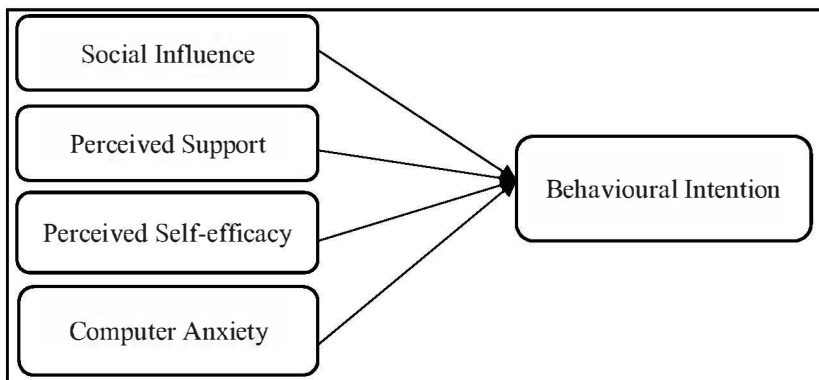 Social Influence
Perceived Support
Perceived Self-efficacy
Computer Anxiety
Behavioural Intention